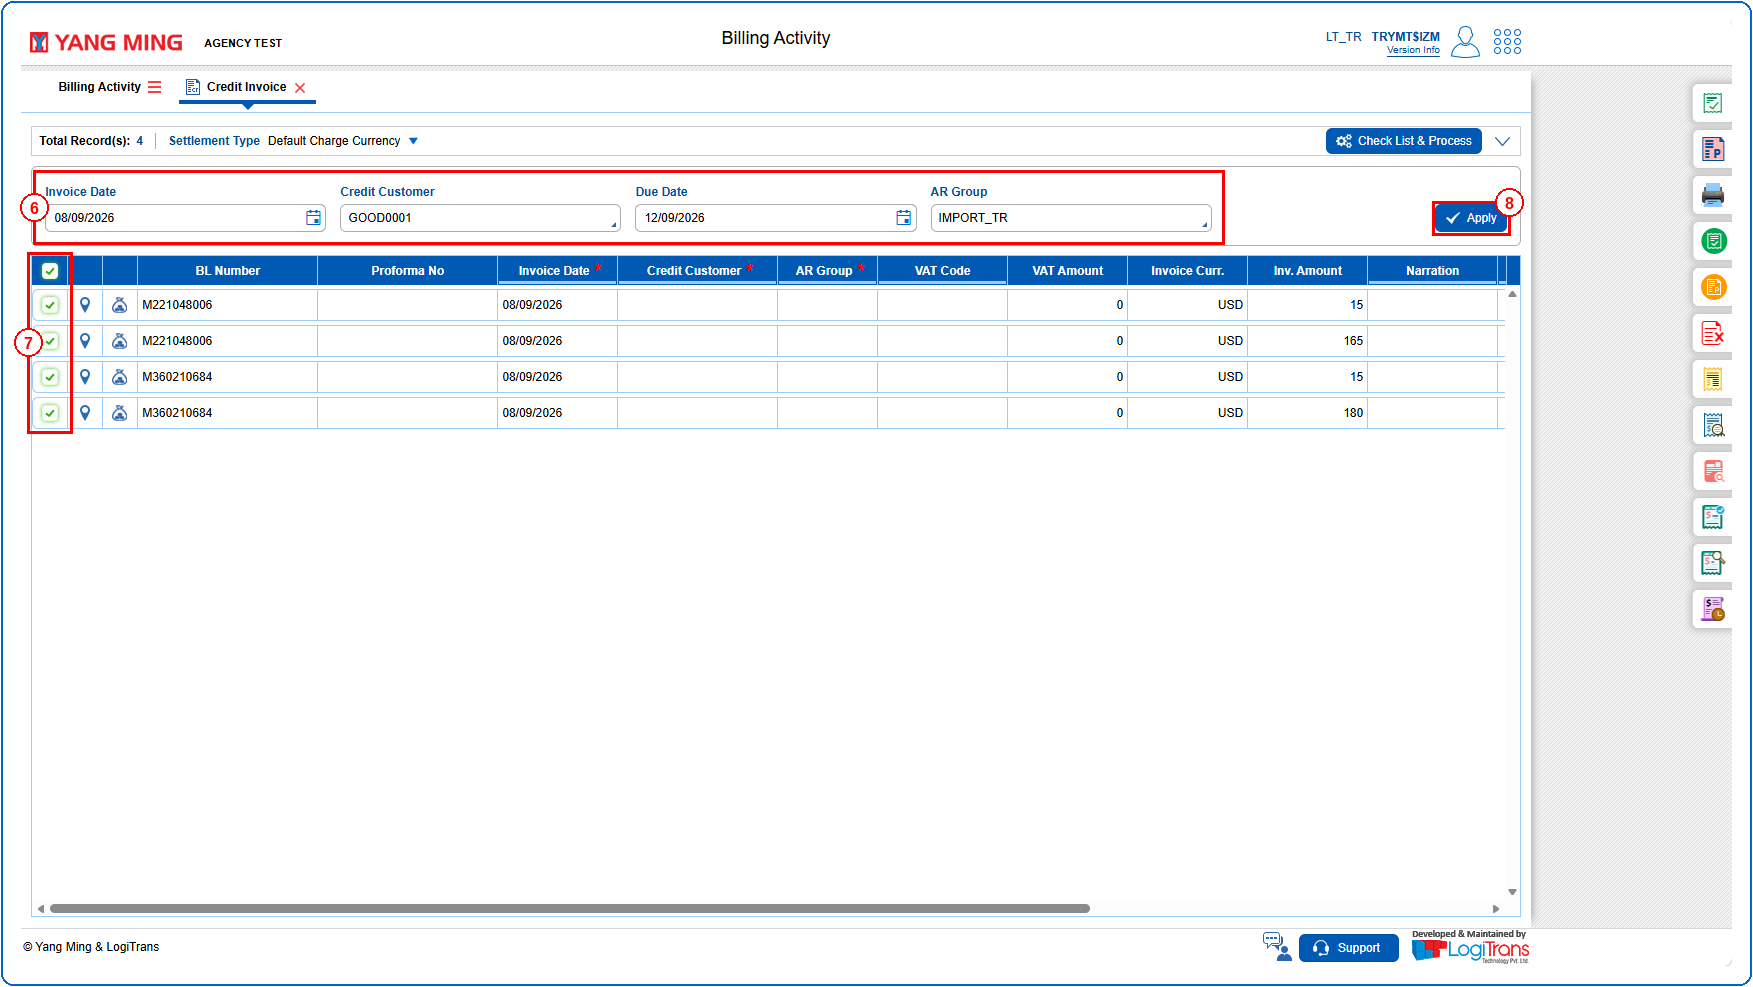 YANG MING AGENCY TEST
Billing Activity
LT_TR TRYMT$IZM
Version Info
Billing Activity
Credit Invoice
Total Record(s): 4
Settlement Type Default Charge Currency
Check List & Process
Invoice Date Credit Customer Due Date AR Group
6
08/09/2026 GOOD0001 12/09/2026 IMPORT_TR
8
Apply
BL Number Proforma No Invoice Date * Credit Customer * AR Group * VAT Code VAT Amount Invoice Curr. Inv. Amount Narration
M221048006 08/09/2026 0 USD 15
7
M221048006 08/09/2026 0 USD 165
M360210684 08/09/2026 0 USD 15
M360210684 08/09/2026 0 USD 180
© Yang Ming & LogiTrans
Support
Developed & Maintained by
LogiTrans
Technology Pvt. Ltd.